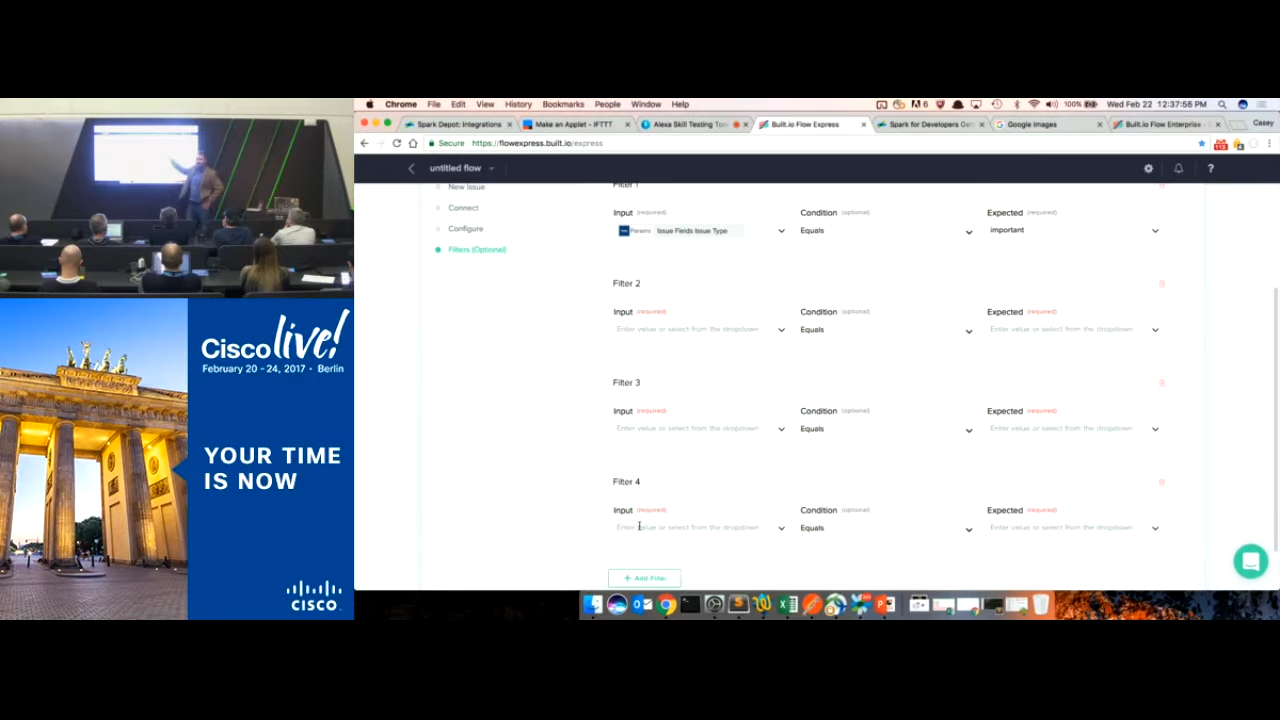 Chrome File Edit View History Bookmarks People Window Help
100%
Wed Feb 22 12:37:55 PM
Spark Depot: Integrations
Make an Applet - IFTTT
Alexa Skill Testing Too
Built.io Flow Express
Spark for Developers Gen
Google Images
Built.io Flow Enterprise -
Casey
Secure
https://flowexpress.built.io/express
untitled flow
?
New Issue
Connect
Configure
Filters (Optional)
Filter 1
Input (required)
Condition (optional)
Expected (required)
Params Issue Fields Issue Type
Equals
important
Filter 2
Input (required)
Condition (optional)
Expected (required)
Enter value or select from the dropdown
Equals
Enter value or select from the dropdown
Filter 3
Input (required)
Condition (optional)
Expected (required)
Enter value or select from the dropdown
Equals
Enter value or select from the dropdown
Filter 4
Input (required)
Condition (optional)
Expected (required)
Enter value or select from the dropdown
Equals
Enter value or select from the dropdown
+ Add Filter
Cisco live!
February 20 - 24, 2017 • Berlin
YOUR TIME
IS NOW
CISCO